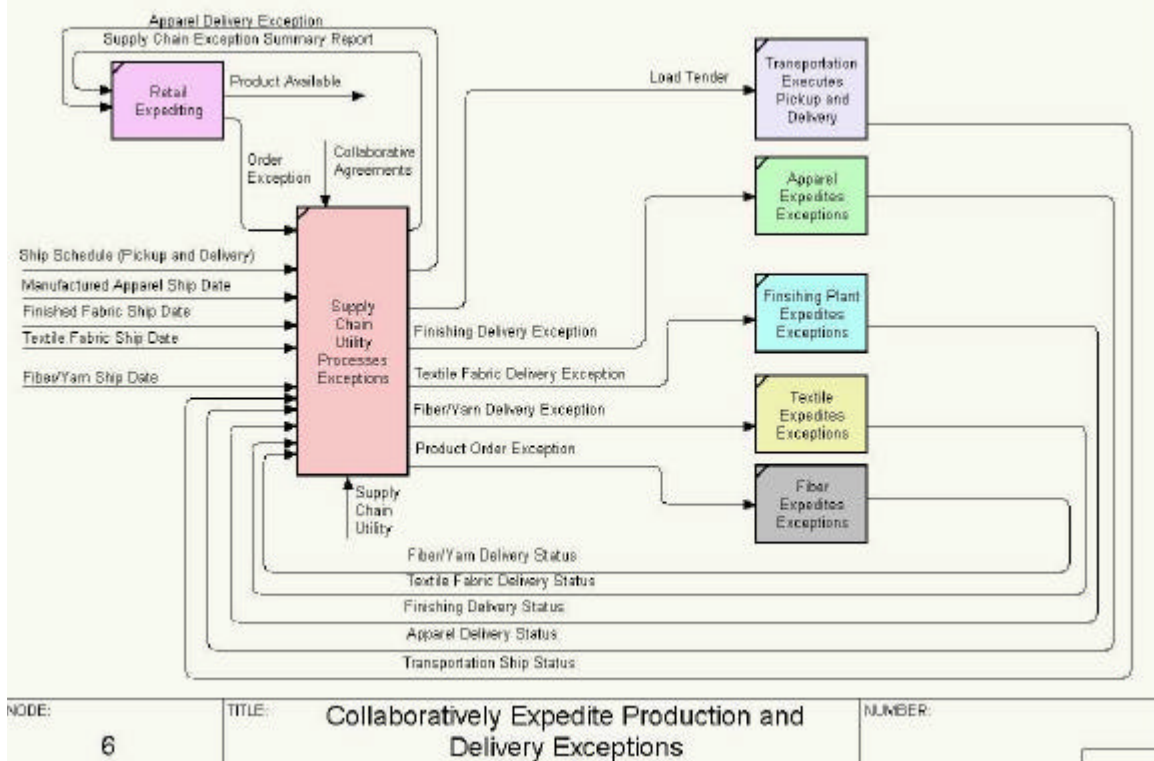 Apparel Delivery Exception
Supply Chain Exception Summary Report
Retail
Expediting
Product Available
Order
Exception
Collaborative
Agreements
Load Tender
Transportation
Executes
Pickup and
Delivery
Apparel
Expedites
Exceptions
Ship Schedule (Pickup and Delivery)
Manufactured Apparel Ship Date
Finished Fabric Ship Date
Textile Fabric Ship Date
Fiber/Yarn Ship Date
Supply
Chain
Utility
Processes
Exceptions
Finishing Delivery Exception
Textile Fabric Delivery Exception
Fiber/Yarn Delivery Exception
Product Order Exception
Finsihing Plant
Expedites
Exceptions
Textile
Expedites
Exceptions
Fiber
Expedites
Exceptions
Supply
Chain
Utility
Fiber/Yarn Delivery Status
Textile Fabric Delivery Status
Finishing Delivery Status
Apparel Delivery Status
Transportation Ship Status
NODE:
6
TITLE:
Collaboratively Expedite Production and
Delivery Exceptions
NUMBER: